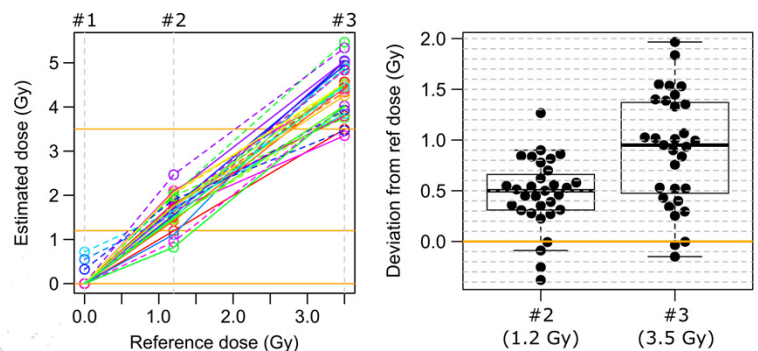 #1 #2 #3
Estimated dose (Gy)
5
4
3
2
1
0
0.0 1.0 2.0 3.0
Reference dose (Gy)
Deviation from ref dose (Gy)
2.0
1.5
1.0
0.5
0.0
#2 #3
(1.2 Gy) (3.5 Gy)